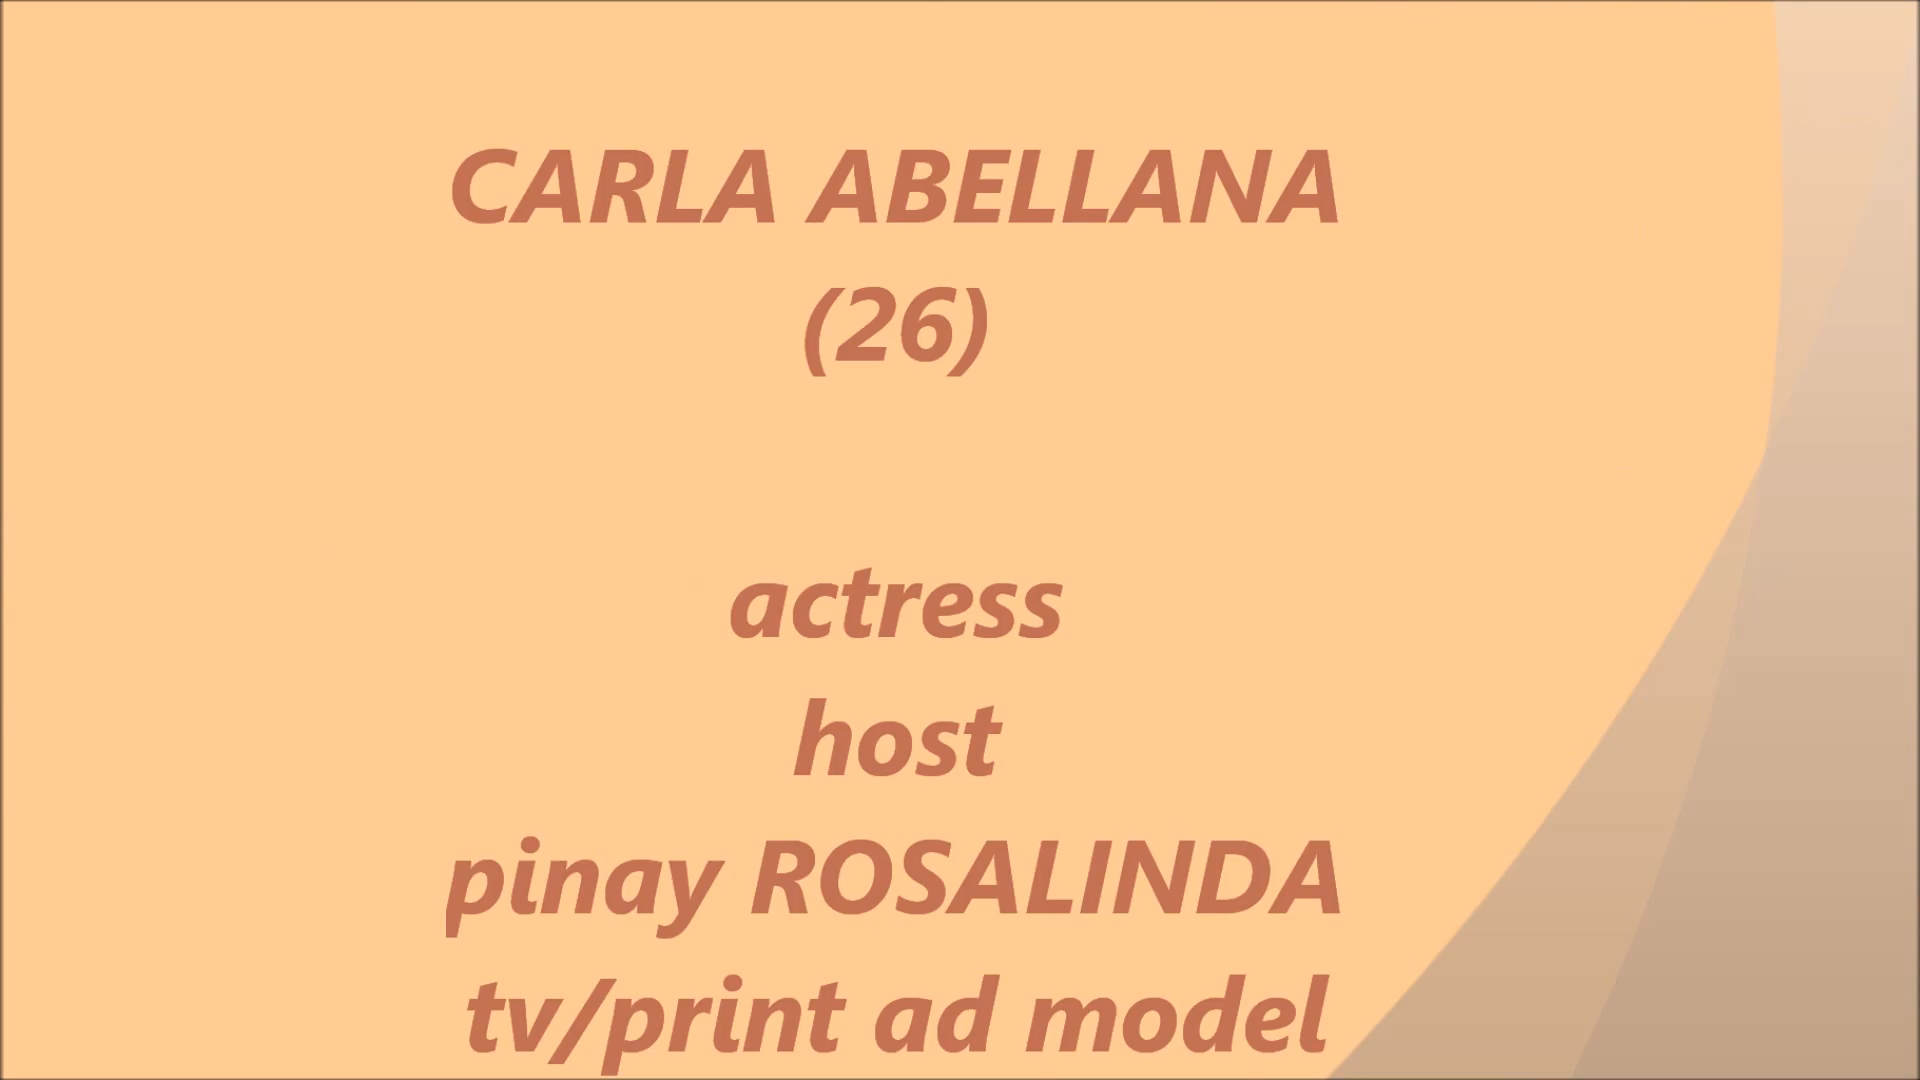 CARLA ABELLANA
(26)
actress
host
pinay ROSALINDA
tv/print ad model